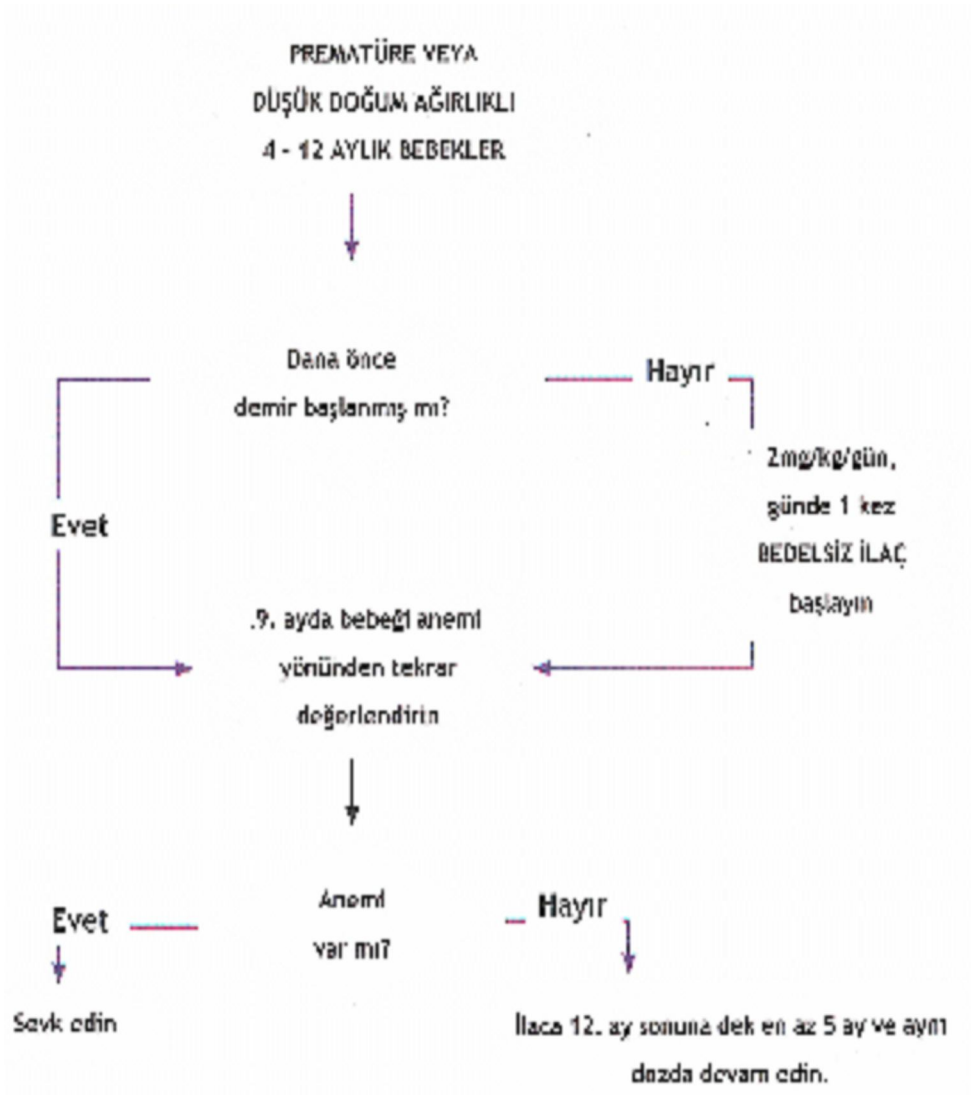 PREMATÜRE VEYA
DÜŞÜK DOĞUM AĞIRLIKLI
4 - 12 AYLIK BEBEKLER
Dana önce
demir başlanmış mı?
Hayır
2mg/kg/gün,
günde 1 kez
BEDELSİZ İLAÇ
başlayın
Evet
.9. ayda bebeği anemi
yönünden tekrar
değerlendirin
Anemi
var mı?
Evet
Hayır
Sevk edin
İlaca 12. ay sonuna dek en az 5 ay ve aynı
dozda devam edin.